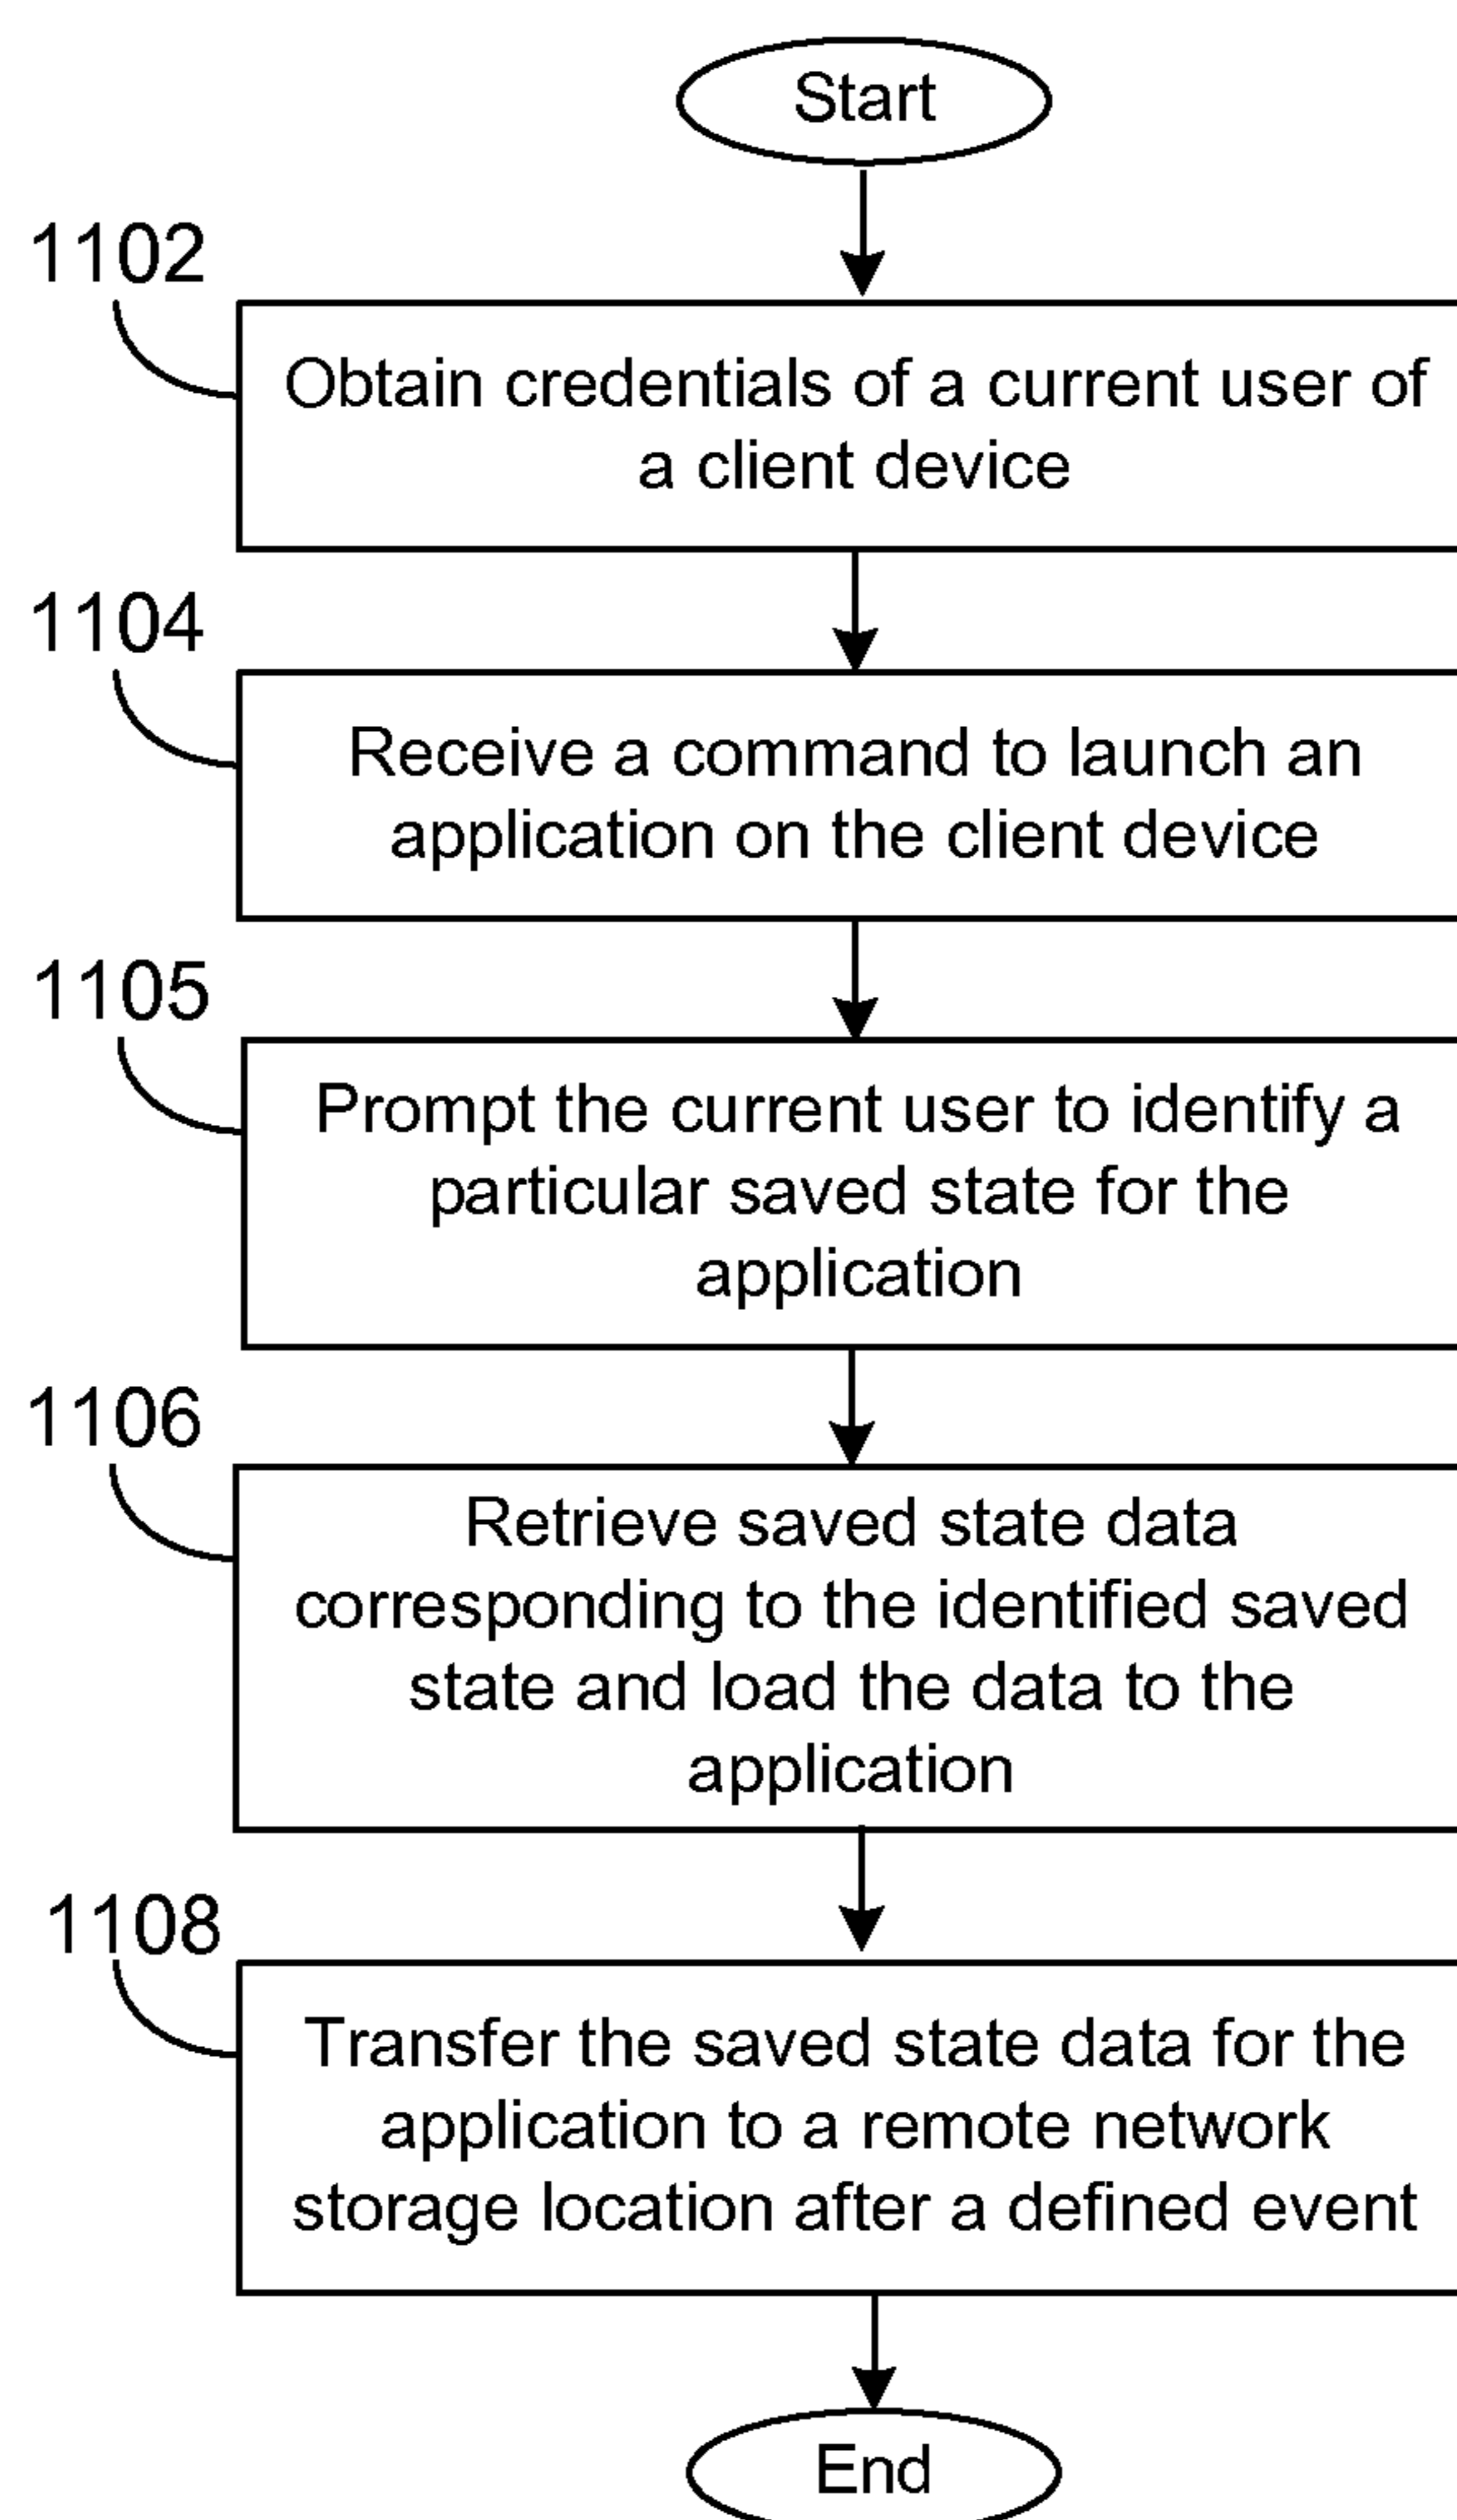 Start
1102
Obtain credentials of a current user of
a client device
1104
Receive a command to launch an
application on the client device
1105
Prompt the current user to identify a
particular saved state for the
application
1106
Retrieve saved state data
corresponding to the identified saved
state and load the data to the
application
1108
Transfer the saved state data for the
application to a remote network
storage location after a defined event
End